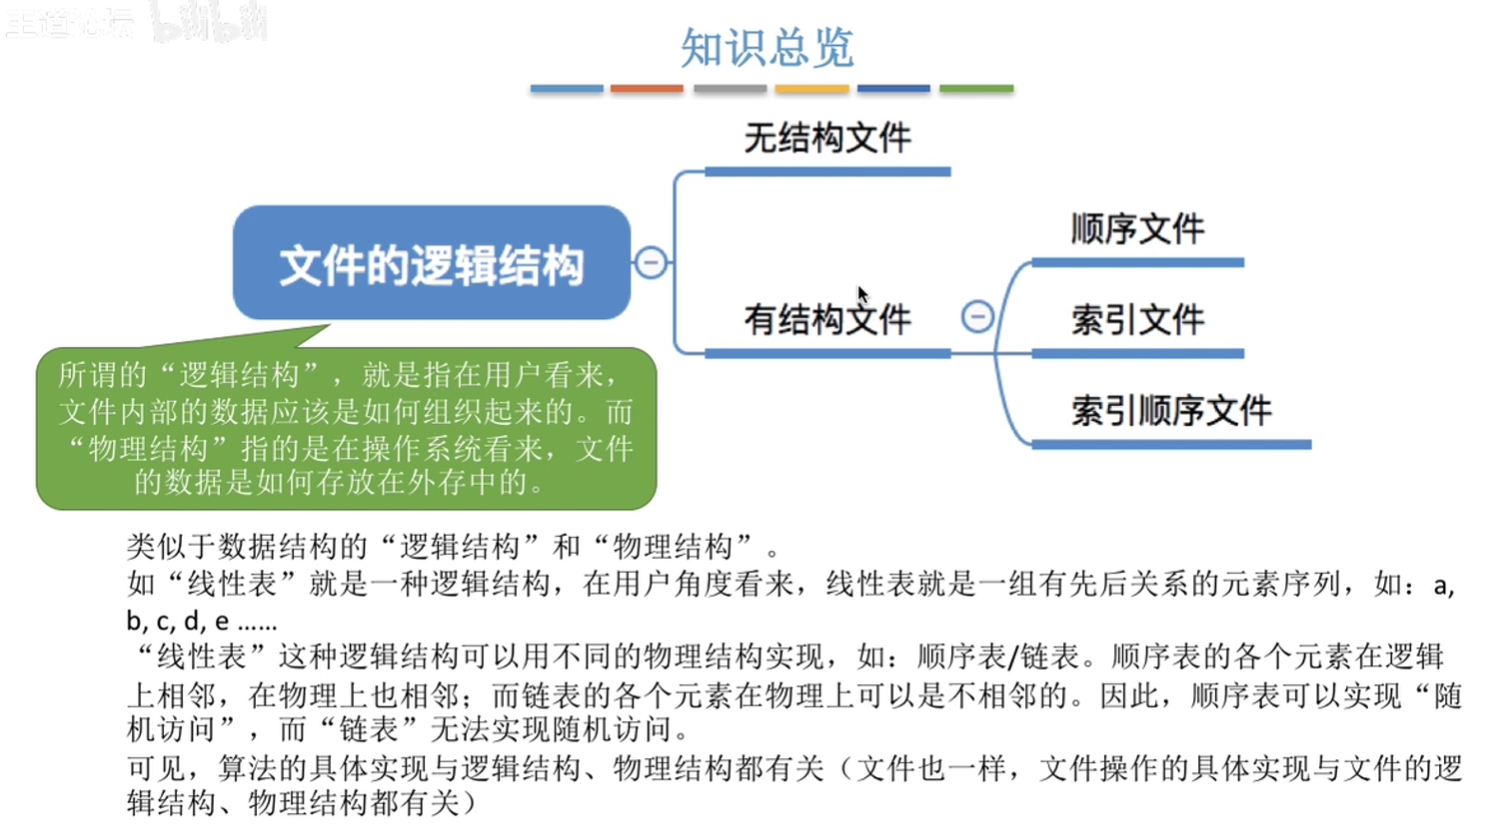 王道论坛 bilibili
知识总览
无结构文件
顺序文件
文件的逻辑结构
有结构文件
索引文件
索引顺序文件
所谓的“逻辑结构”，就是指在用户看来，
文件内部的数据应该是如何组织起来的。而
“物理结构”指的是在操作系统看来，文件
的数据是如何存放在外存中的。
类似于数据结构的“逻辑结构”和“物理结构”。
如“线性表”就是一种逻辑结构，在用户角度看来，线性表就是一组有先后关系的元素序列，如：a,
b, c, d, e ……
“线性表”这种逻辑结构可以用不同的物理结构实现，如：顺序表/链表。顺序表的各个元素在逻辑
上相邻，在物理上也相邻；而链表的各个元素在物理上可以是不相邻的。因此，顺序表可以实现“随
机访问”，而“链表”无法实现随机访问。
可见，算法的具体实现与逻辑结构、物理结构都有关（文件也一样，文件操作的具体实现与文件的逻
辑结构、物理结构都有关）